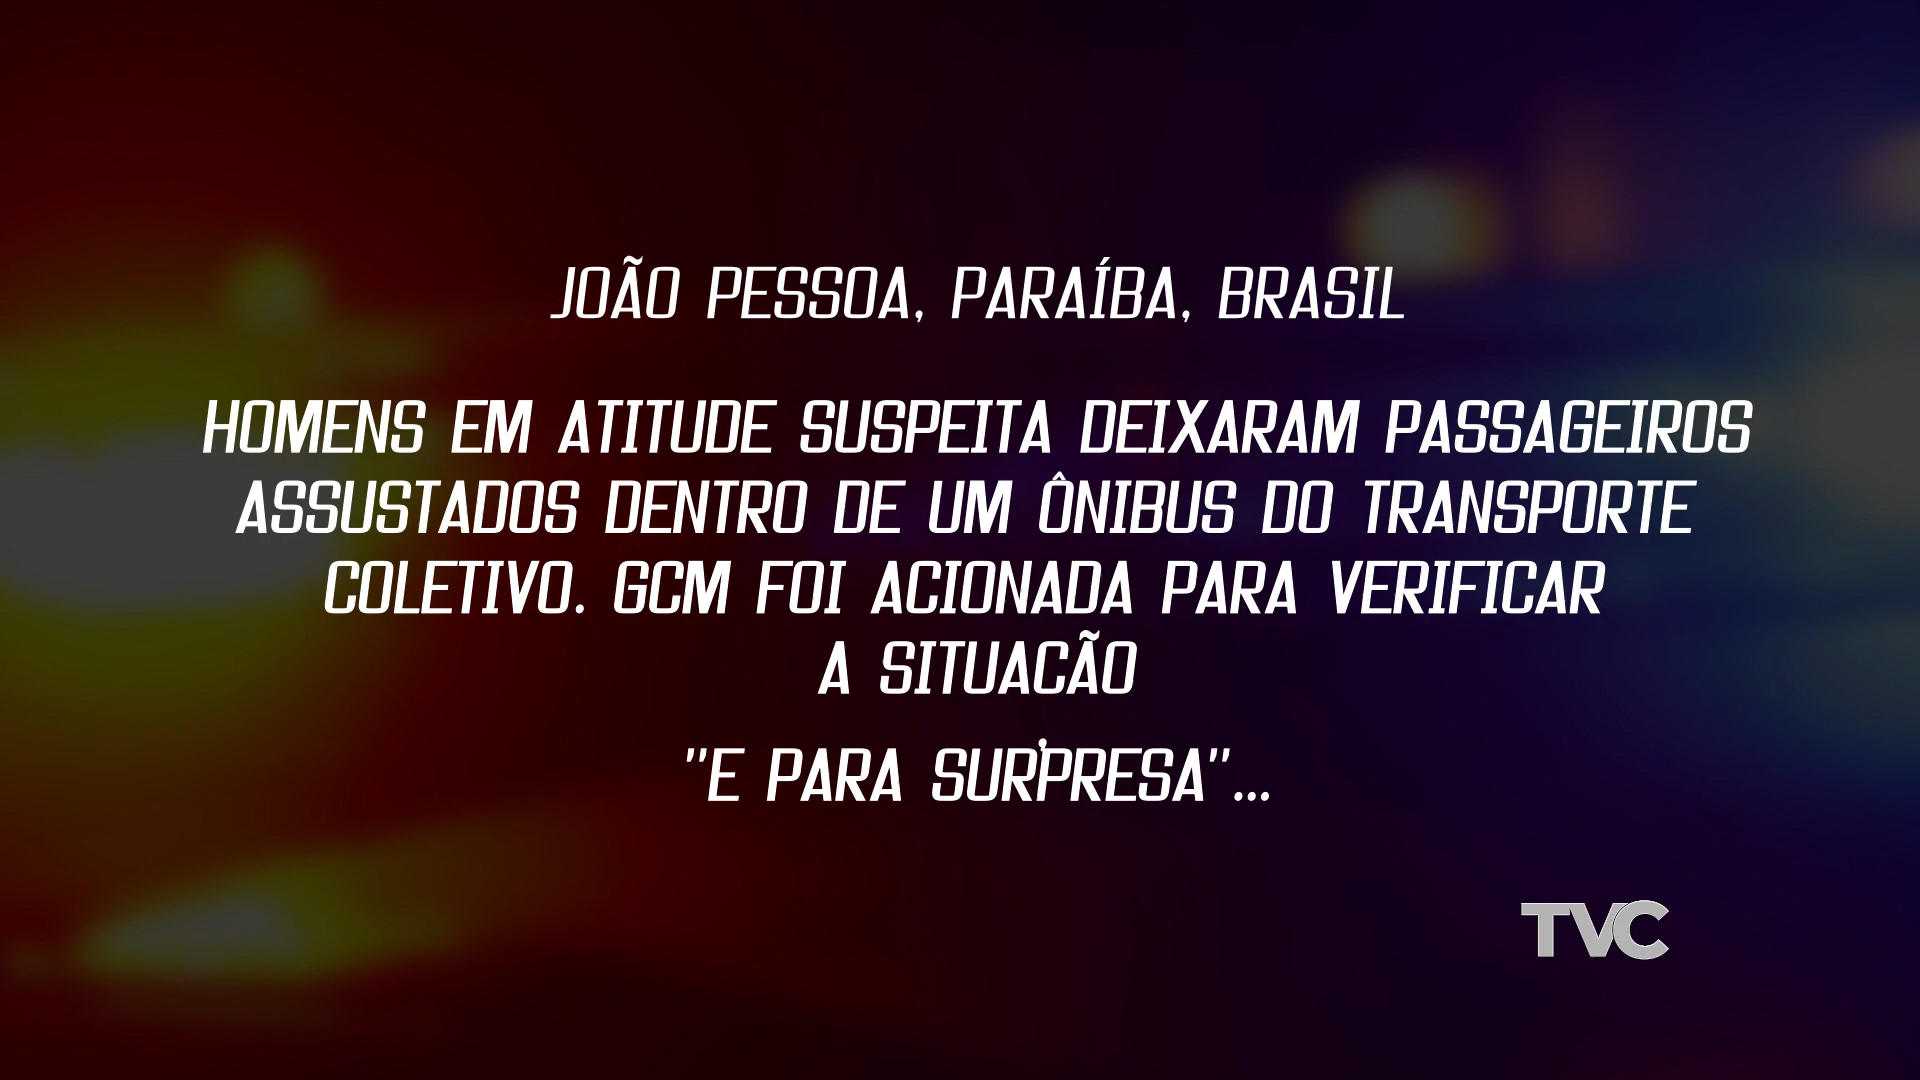 JOÃO PESSOA, PARAÍBA, BRASIL
HOMENS EM ATITUDE SUSPEITA DEIXARAM PASSAGEIROS
ASSUSTADOS DENTRO DE UM ÔNIBUS DO TRANSPORTE
COLETIVO. GCM FOI ACIONADA PARA VERIFICAR
A SITUAÇÃO
"E PARA SURPRESA"...
TVC